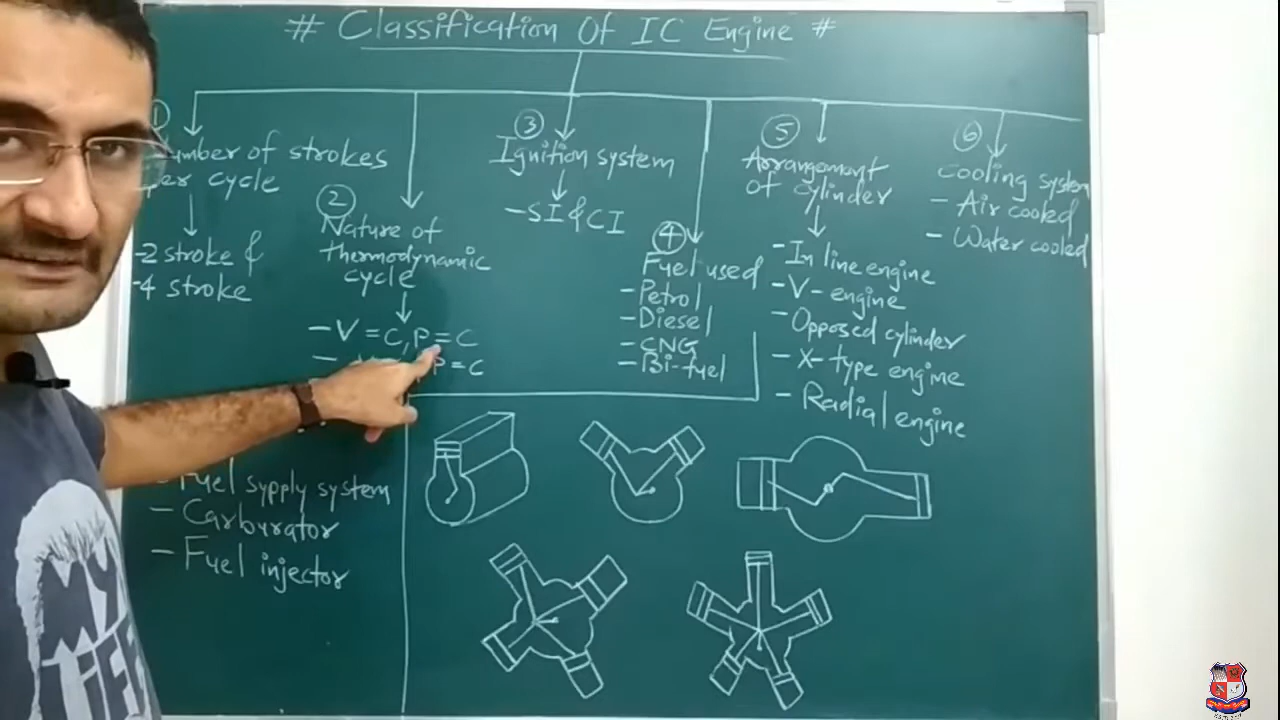 # Classification Of IC Engine #
1
Number of strokes
per cycle
-2 stroke &
-4 stroke
2
Nature of
thermodynamic
cycle
- V = C, P = C
P = C
3
Ignition system
- SI & CI
4
Fuel used
- Petrol
- Diesel
- CNG
- Bi-fuel
5
Arrangement
of cylinder
- In line engine
- V- engine
- Opposed cylinder
- X- type engine
- Radial engine
6
Cooling system
- Air cooled
- Water cooled
- Fuel supply system
- Carbyrator
- Fuel injector